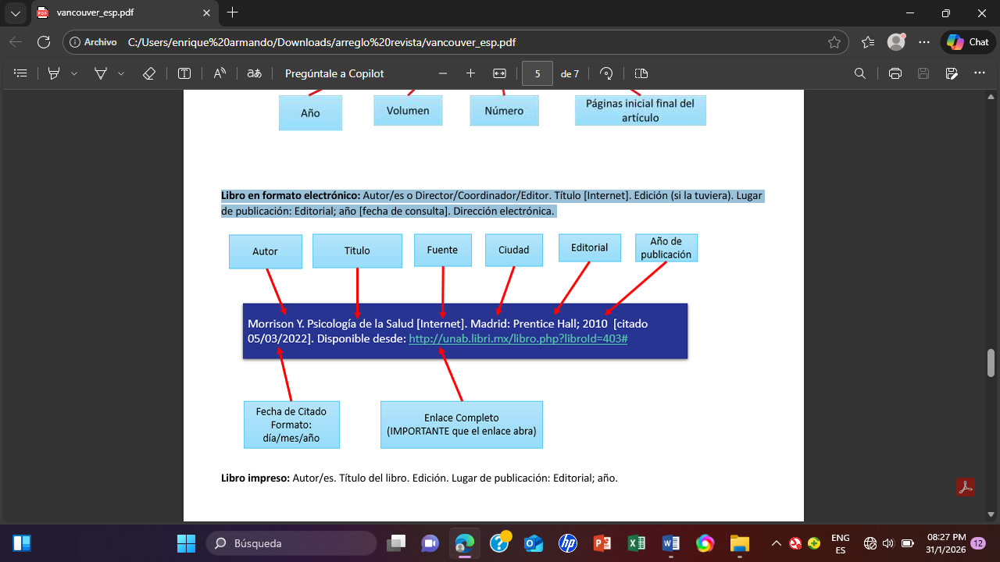 vancouver_esp.pdf
Archivo
C:/Users/enrique%20armando/Downloads/arreglo%20revista/vancouver_esp.pdf
Chat
Pregúntale a Copilot
5
de 7
Año
Volumen
Número
Páginas inicial final del
artículo
Libro en formato electrónico: Autor/es o Director/Coordinador/Editor. Título [Internet]. Edición (si la tuviera). Lugar
de publicación: Editorial; año [fecha de consulta]. Dirección electrónica.
Autor
Titulo
Fuente
Ciudad
Editorial
Año de
publicación
Morrison Y. Psicología de la Salud [Internet]. Madrid: Prentice Hall; 2010 [citado
05/03/2022]. Disponible desde: http://unab.libri.mx/libro.php?libroId=403#
Fecha de Citado
Formato:
día/mes/año
Enlace Completo
(IMPORTANTE que el enlace abra)
Libro impreso: Autor/es. Título del libro. Edición. Lugar de publicación: Editorial; año.
Búsqueda
ENG
ES
08:27 PM
31/1/2026
12